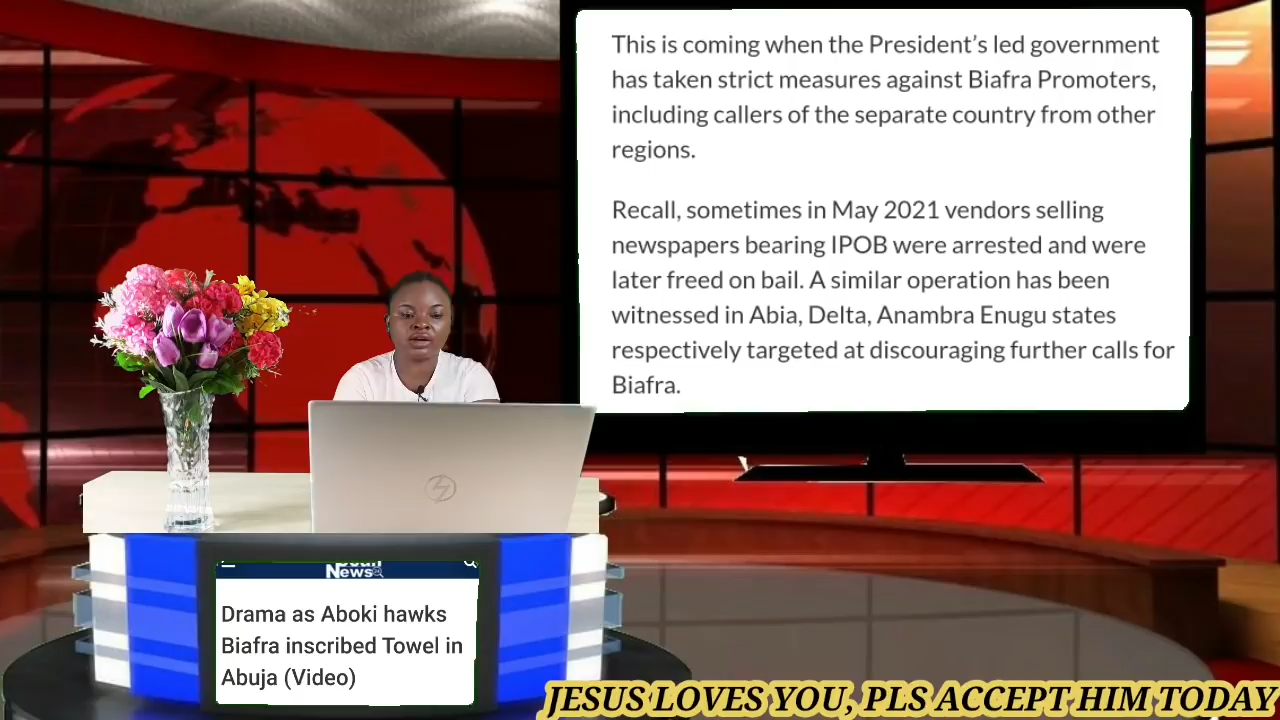 This is coming when the President’s led government
has taken strict measures against Biafra Promoters,
including callers of the separate country from other
regions.
Recall, sometimes in May 2021 vendors selling
newspapers bearing IPOB were arrested and were
later freed on bail. A similar operation has been
witnessed in Abia, Delta, Anambra Enugu states
respectively targeted at discouraging further calls for
Biafra.
News
Drama as Aboki hawks
Biafra inscribed Towel in
Abuja (Video)
JESUS LOVES YOU, PLS ACCEPT HIM TODAY